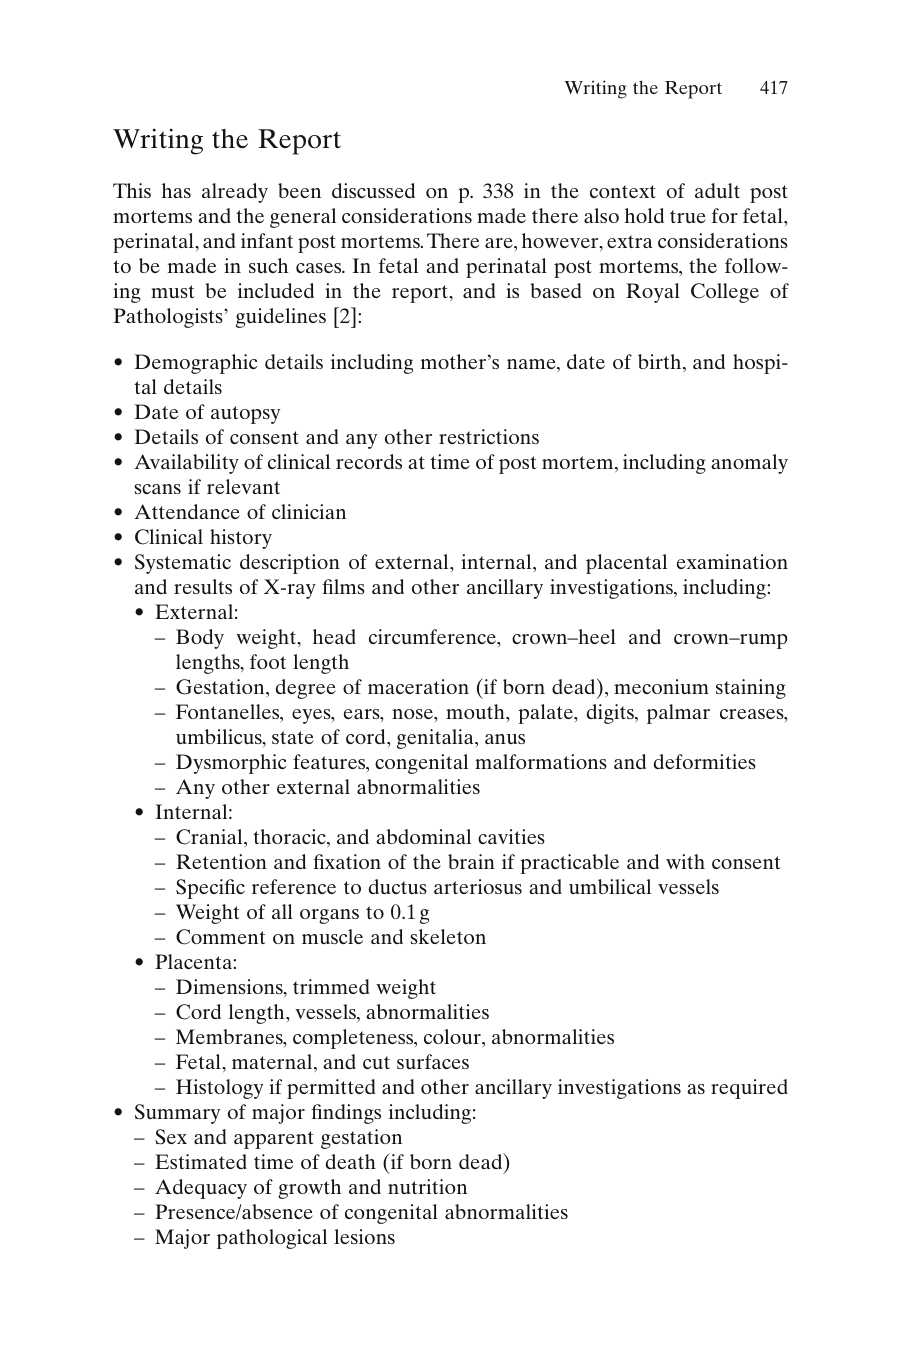 Writing the Report 417
Writing the Report
This has already been discussed on p. 338 in the context of adult post
mortems and the general considerations made there also hold true for fetal,
perinatal, and infant post mortems. There are, however, extra considerations
to be made in such cases. In fetal and perinatal post mortems, the follow-
ing must be included in the report, and is based on Royal College of
Pathologists’ guidelines [2]:
• Demographic details including mother’s name, date of birth, and hospi-
tal details
• Date of autopsy
• Details of consent and any other restrictions
• Availability of clinical records at time of post mortem, including anomaly
scans if relevant
• Attendance of clinician
• Clinical history
• Systematic description of external, internal, and placental examination
and results of X-ray films and other ancillary investigations, including:
• External:
– Body weight, head circumference, crown–heel and crown–rump
lengths, foot length
– Gestation, degree of maceration (if born dead), meconium staining
– Fontanelles, eyes, ears, nose, mouth, palate, digits, palmar creases,
umbilicus, state of cord, genitalia, anus
– Dysmorphic features, congenital malformations and deformities
– Any other external abnormalities
• Internal:
– Cranial, thoracic, and abdominal cavities
– Retention and fixation of the brain if practicable and with consent
– Specific reference to ductus arteriosus and umbilical vessels
– Weight of all organs to 0.1 g
– Comment on muscle and skeleton
• Placenta:
– Dimensions, trimmed weight
– Cord length, vessels, abnormalities
– Membranes, completeness, colour, abnormalities
– Fetal, maternal, and cut surfaces
– Histology if permitted and other ancillary investigations as required
• Summary of major findings including:
– Sex and apparent gestation
– Estimated time of death (if born dead)
– Adequacy of growth and nutrition
– Presence/absence of congenital abnormalities
– Major pathological lesions